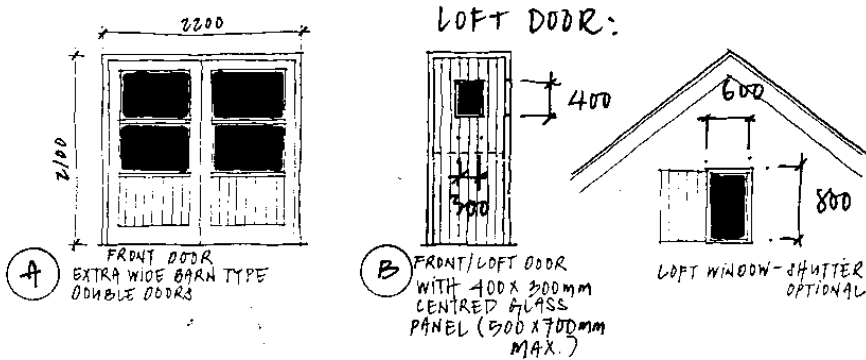 LOFT DOOR:
2200
2100
400
300
600
800
A
FRONT DOOR
EXTRA WIDE BARN TYPE
DOUBLE DOORS
B
FRONT/LOFT DOOR
WITH 400 X 300mm
CENTRED GLASS
PANEL (500 X 700mm
MAX.)
LOFT WINDOW - SHUTTER
OPTIONAL